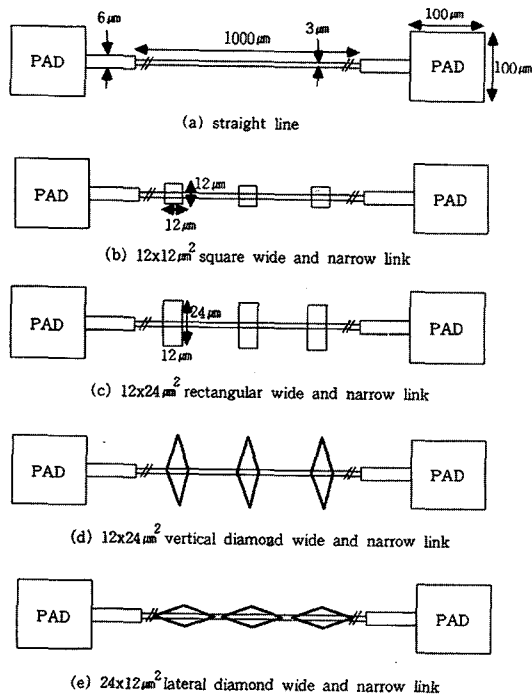 6㎛ 1000㎛ 3㎛ 100㎛
PAD PAD 100㎛
(a) straight line
PAD 12㎛ PAD
12㎛
(b) 12x12㎛² square wide and narrow link
PAD 24㎛ PAD
12㎛
(c) 12x24㎛² rectangular wide and narrow link
PAD PAD
(d) 12x24㎛² vertical diamond wide and narrow link
PAD PAD
(e) 24x12㎛² lateral diamond wide and narrow link